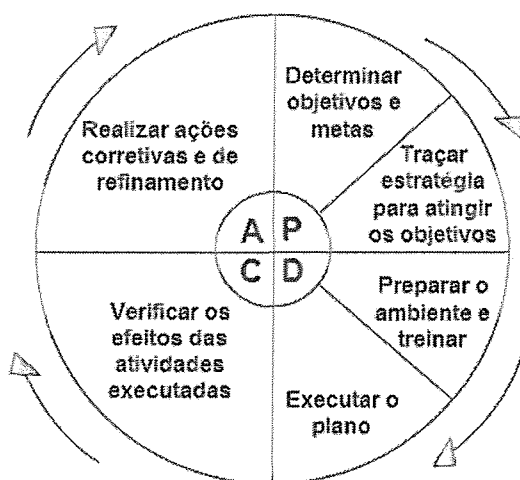 Determinar
objetivos e
metas
Traçar
estratégia
para atingir
os objetivos
Preparar o
ambiente e
treinar
Executar o
plano
Verificar os
efeitos das
atividades
executadas
Realizar ações
corretivas e de
refinamento
A P
C D